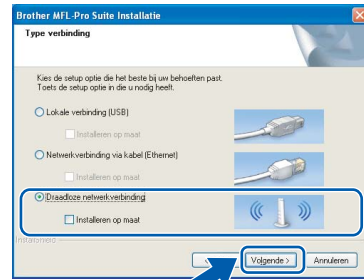 Brother MFL-Pro Suite Installatie
Type verbinding
Kies de setup optie die het beste bij uw behoeften past.
Toets de setup optie in die u nodig heeft.
Lokale verbinding (USB)
Installeren op maat
Netwerkverbinding via kabel (Ethernet)
Installeren op maat
Draadloze netwerkverbinding
Installeren op maat
InstallShield
Volgende >
Annuleren